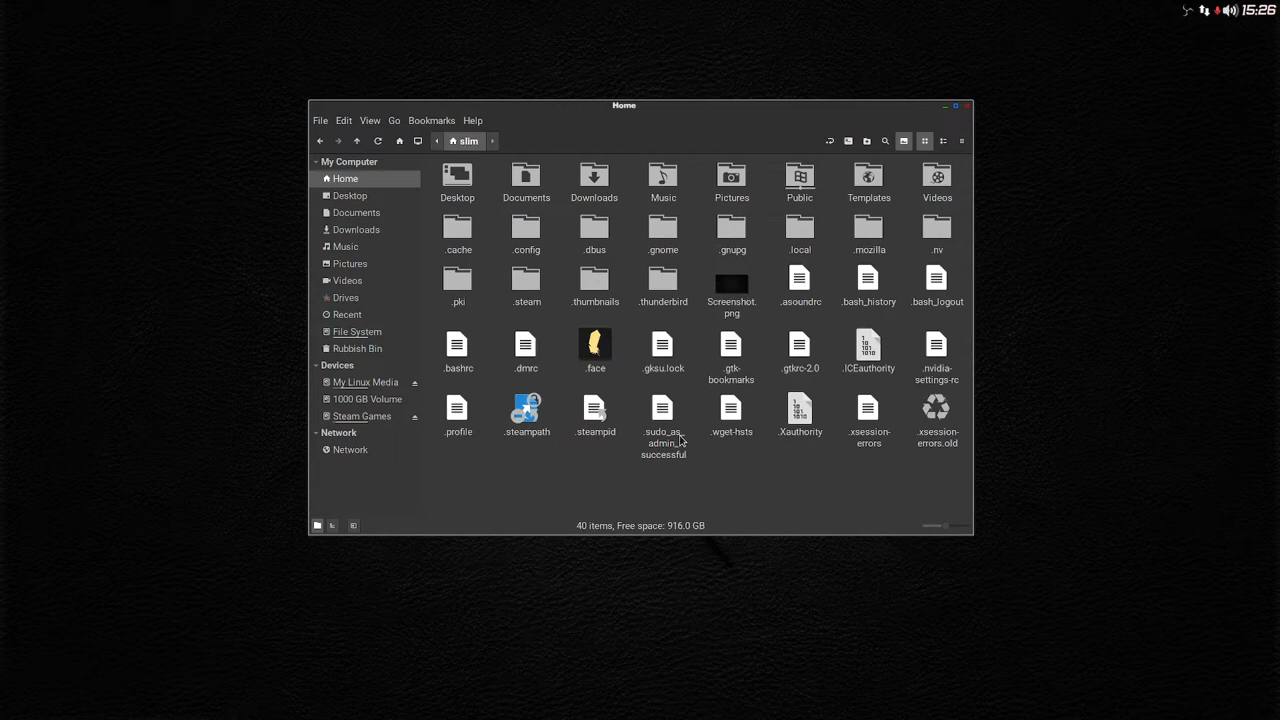 15:26
Home
File Edit View Go Bookmarks Help
slim
My Computer
Home
Desktop
Documents
Downloads
Music
Pictures
Videos
Drives
Recent
File System
Rubbish Bin
Devices
My Linux Media
1000 GB Volume
Steam Games
Network
Network
Desktop Documents Downloads Music Pictures Public Templates Videos
.cache .config .dbus .gnome .gnupg .local .mozilla .nv
.pki .steam .thumbnails .thunderbird Screenshot. .asoundrc .bash_history .bash_logout
png
.bashrc .dmrc .face .gksu.lock .gtk- .gtkrc-2.0 .ICEauthority .nvidia-
bookmarks settings-rc
.profile .steampath .steampid .sudo_as_ .wget-hsts .Xauthority .xsession- .xsession-
admin_ errors errors.old
successful
40 items, Free space: 916.0 GB